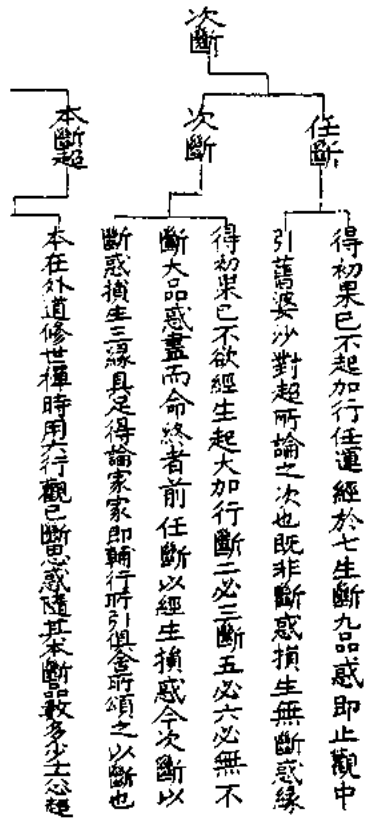 次斷
任斷
得初果已不起加行任運經於七生斷九品惑即止觀中
引舊婆沙對超所論之次也既非斷惑損生無斷惑緣
次斷
得初果已不欲經生起大加行斷二必三斷五必六必無不
斷大品惑盡而命終者前任斷以經生損惑今次斷以
斷惑損生三緣具足得論家家即輔行所引俱舍所頌之以斷也
本斷超
本在外道修世禪時用六行觀已斷思惑隨其本斷品數多少